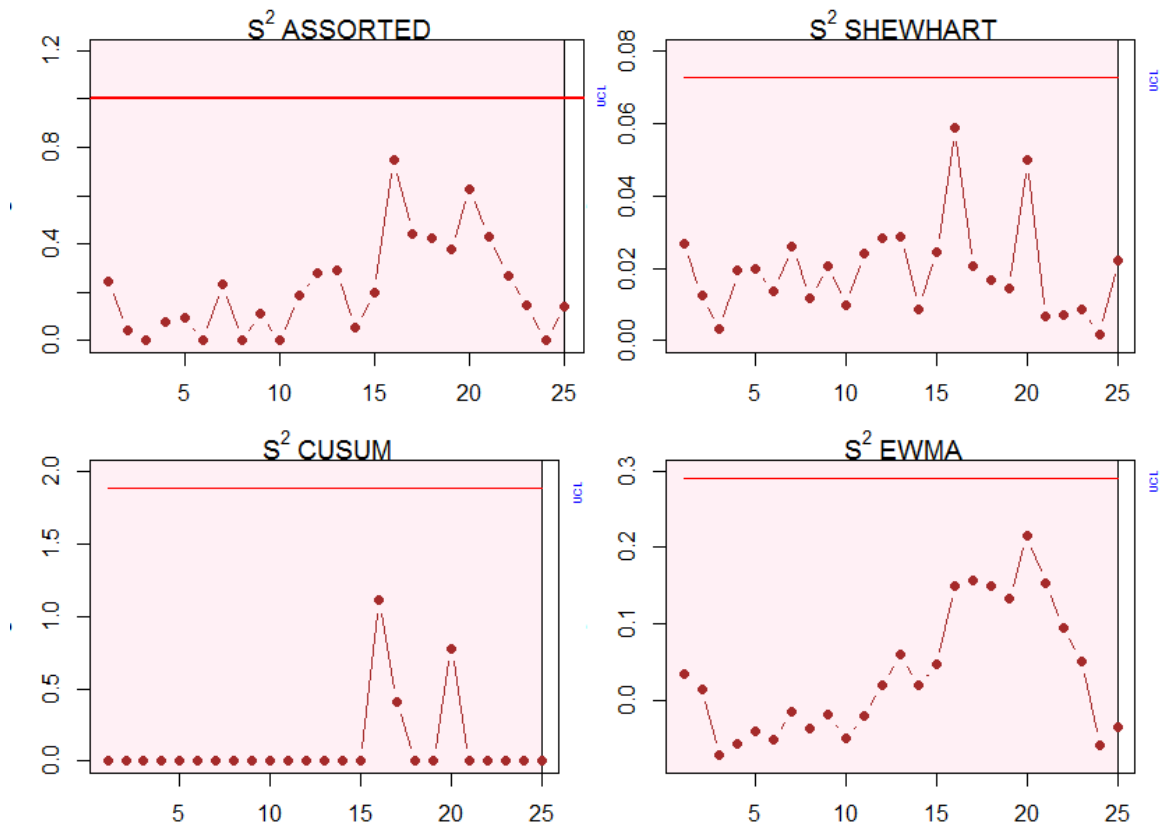 S² ASSORTED
1.2
0.8
0.4
0.0
5 10 15 20 25
UCL
S² SHEWHART
0.08
0.06
0.04
0.02
0.00
5 10 15 20 25
UCL
S² CUSUM
2.0
1.5
1.0
0.5
0.0
5 10 15 20 25
UCL
S² EWMA
0.3
0.2
0.1
0.0
5 10 15 20 25
UCL